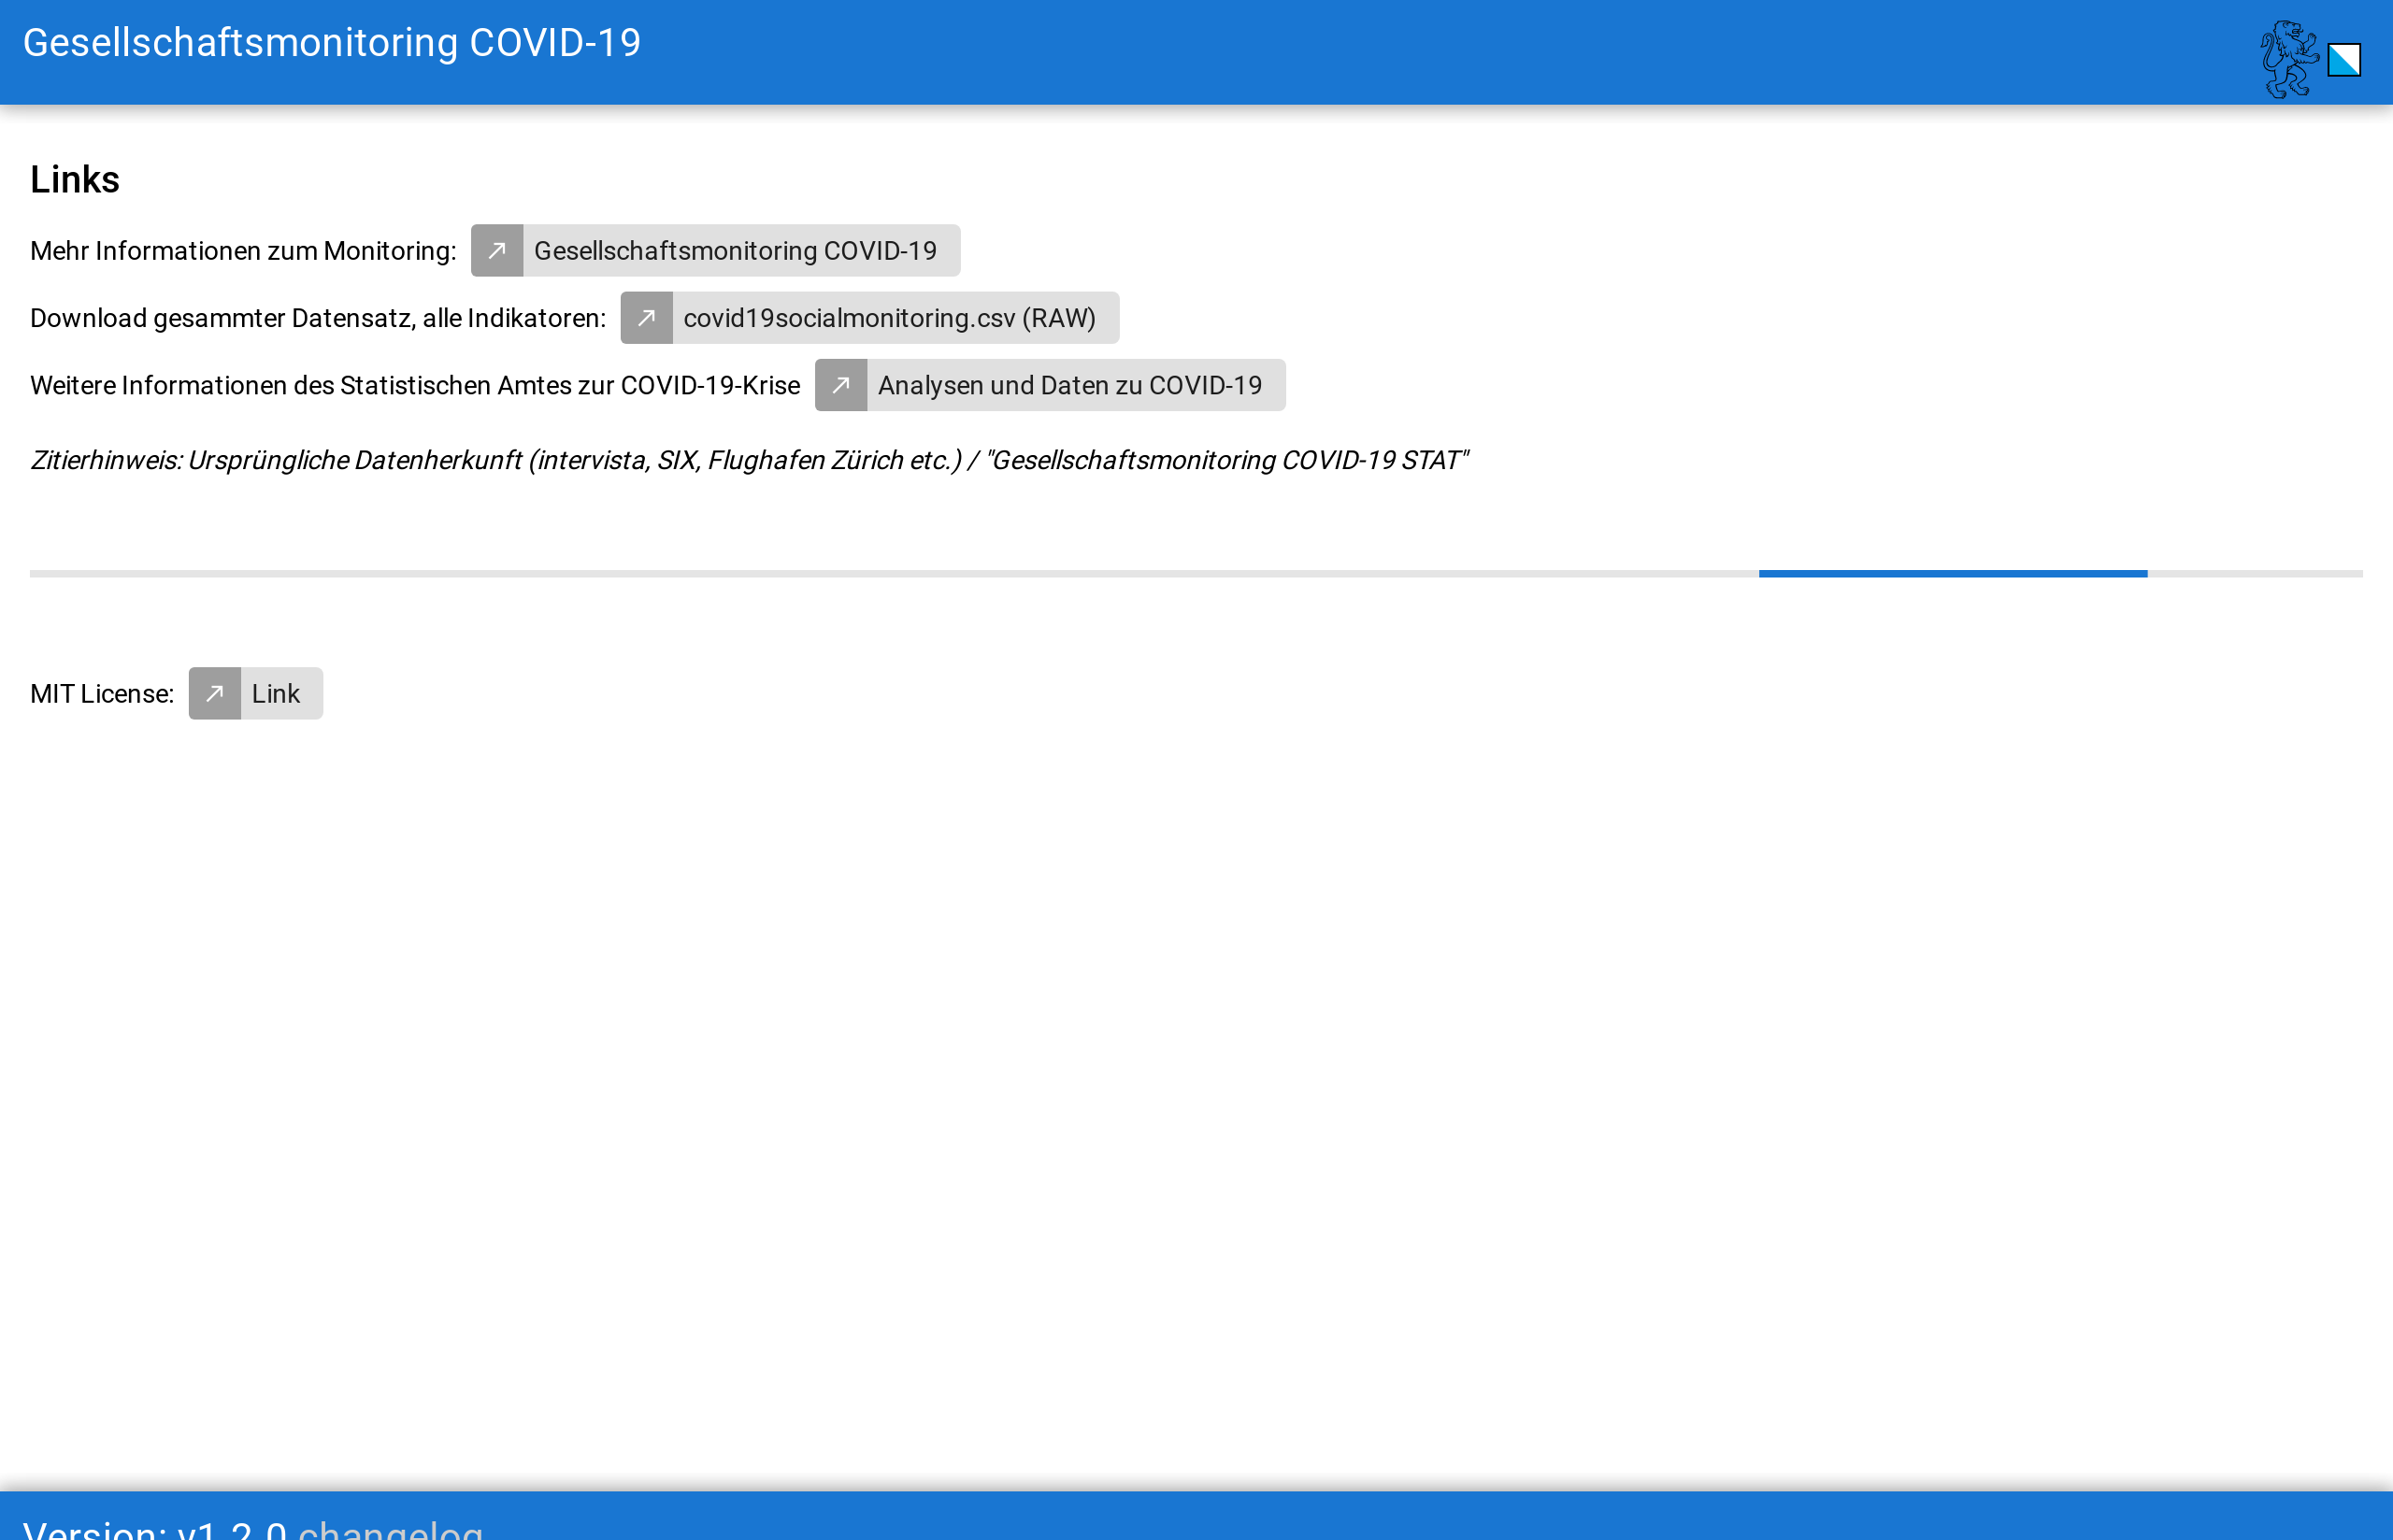 Gesellschaftsmonitoring COVID-19
Links
Mehr Informationen zum Monitoring: Gesellschaftsmonitoring COVID-19
Download gesammter Datensatz, alle Indikatoren: covid19socialmonitoring.csv (RAW)
Weitere Informationen des Statistischen Amtes zur COVID-19-Krise Analysen und Daten zu COVID-19
Zitierhinweis: Ursprüngliche Datenherkunft (intervista, SIX, Flughafen Zürich etc.) / "Gesellschaftsmonitoring COVID-19 STAT"
MIT License: Link
Version: v1.2.0 changelog